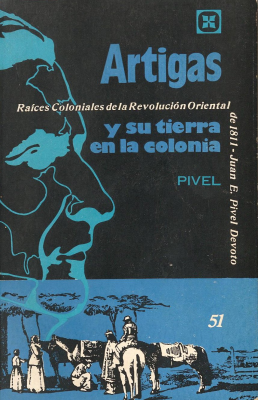 Artigas
Raíces Coloniales de la Revolución Oriental
de 1811 - Juan E. Pivel Devoto
y su tierra
en la colonia
PIVEL
51